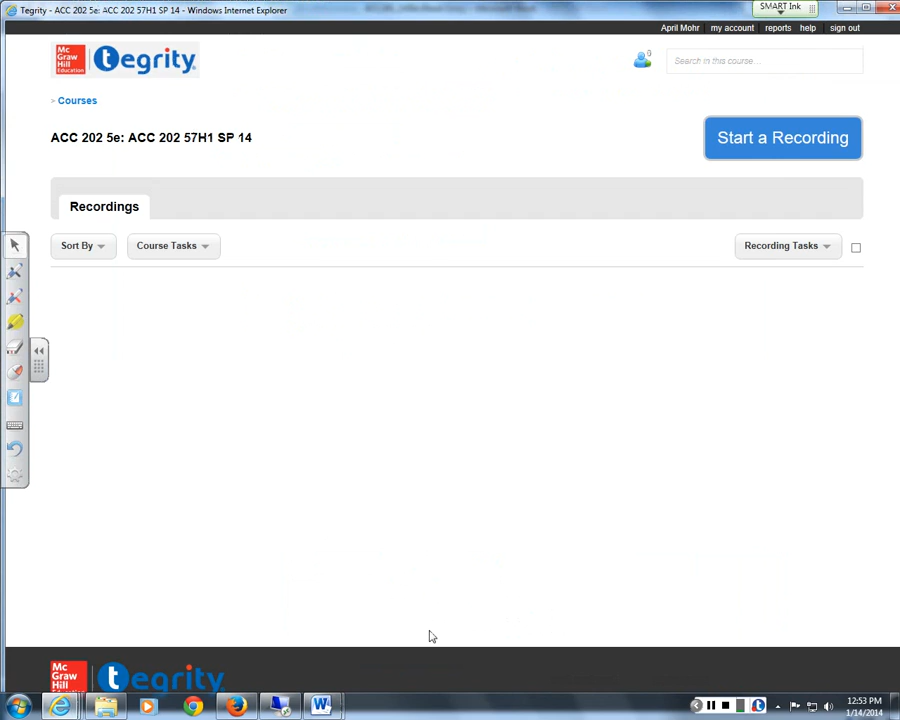 Tegrity - ACC 202 5e: ACC 202 57H1 SP 14 - Windows Internet Explorer
SMART Ink
April Mohr my account reports help sign out
Mc Graw Hill Education tegrity
0
Search in this course...
> Courses
ACC 202 5e: ACC 202 57H1 SP 14
Start a Recording
Recordings
Sort By Course Tasks Recording Tasks
Mc Graw Hill Education tegrity
12:53 PM
1/14/2014